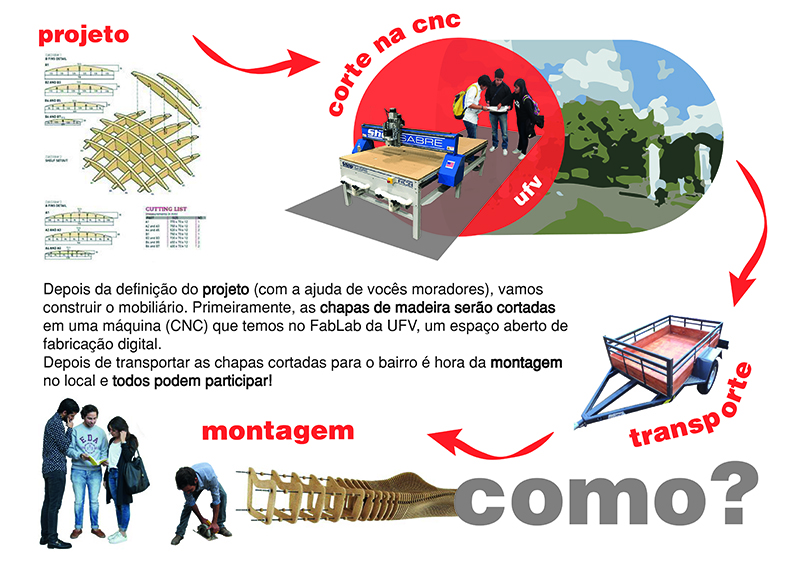 projeto
corte na cnc
CUTTING LIST
SABRE
ufv
Depois da definição do projeto (com a ajuda de vocês moradores), vamos
construir o mobiliário. Primeiramente, as chapas de madeira serão cortadas
em uma máquina (CNC) que temos no FabLab da UFV, um espaço aberto de
fabricação digital.
Depois de transportar as chapas cortadas para o bairro é hora da montagem
no local e todos podem participar!
transporte
montagem
EDA
como?